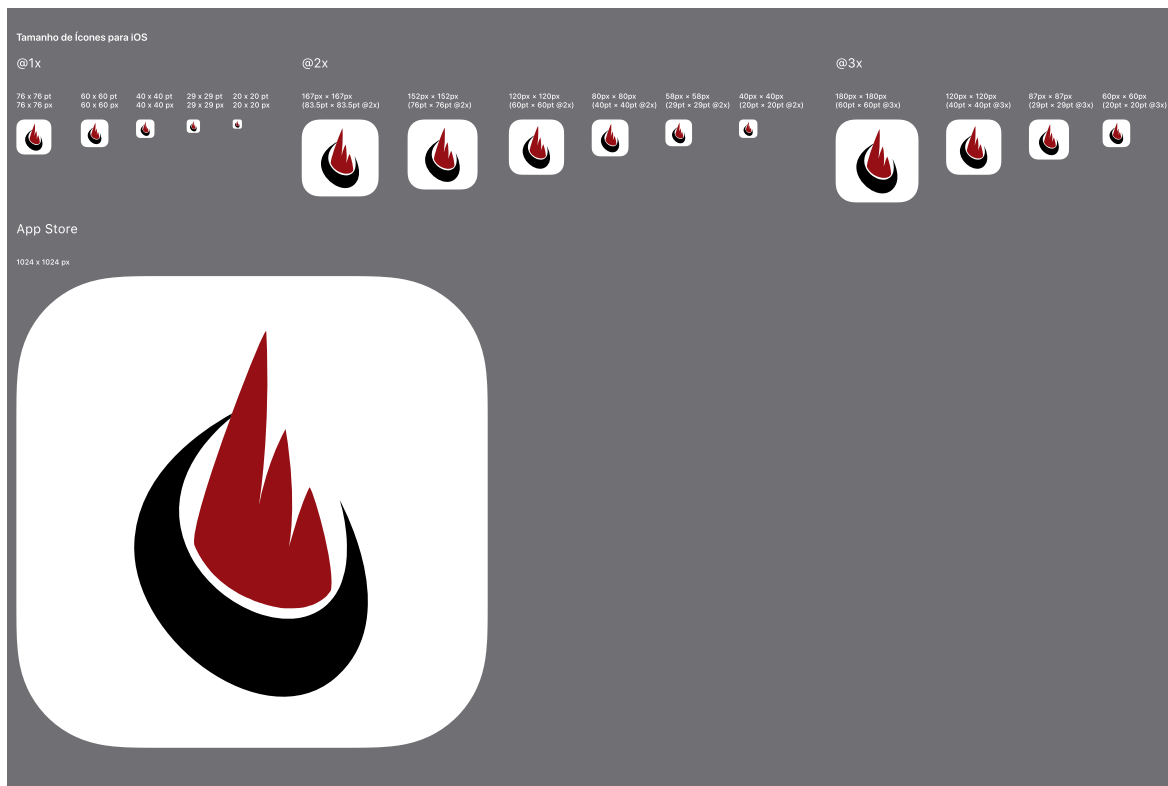 Tamanho de Ícones para iOS
@1x
76 x 76 pt
76 x 76 px
60 x 60 pt
60 x 60 px
40 x 40 pt
40 x 40 px
29 x 29 pt
29 x 29 px
20 x 20 pt
20 x 20 px
@2x
167px × 167px
(83.5pt × 83.5pt @2x)
152px × 152px
(76pt × 76pt @2x)
120px × 120px
(60pt × 60pt @2x)
80px × 80px
(40pt × 40pt @2x)
58px × 58px
(29pt × 29pt @2x)
40px × 40px
(20pt × 20pt @2x)
@3x
180px × 180px
(60pt × 60pt @3x)
120px × 120px
(40pt × 40pt @3x)
87px × 87px
(29pt × 29pt @3x)
60px × 60px
(20pt × 20pt @3x)
App Store
1024 x 1024 px